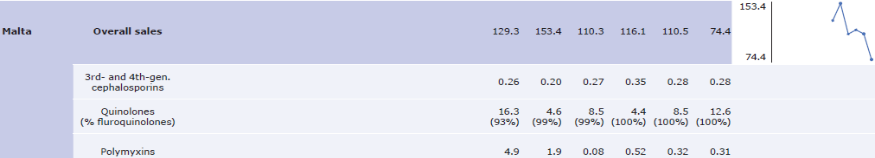 153.4
Malta Overall sales 129.3 153.4 110.3 116.1 110.5 74.4
74.4
3rd- and 4th-gen.
cephalosporins 0.26 0.20 0.27 0.35 0.28 0.28
Quinolones 16.3 4.6 8.5 4.4 8.5 12.6
(% fluroquinolones) (93%) (99%) (99%) (100%) (100%) (100%)
Polymyxins 4.9 1.9 0.08 0.52 0.32 0.31